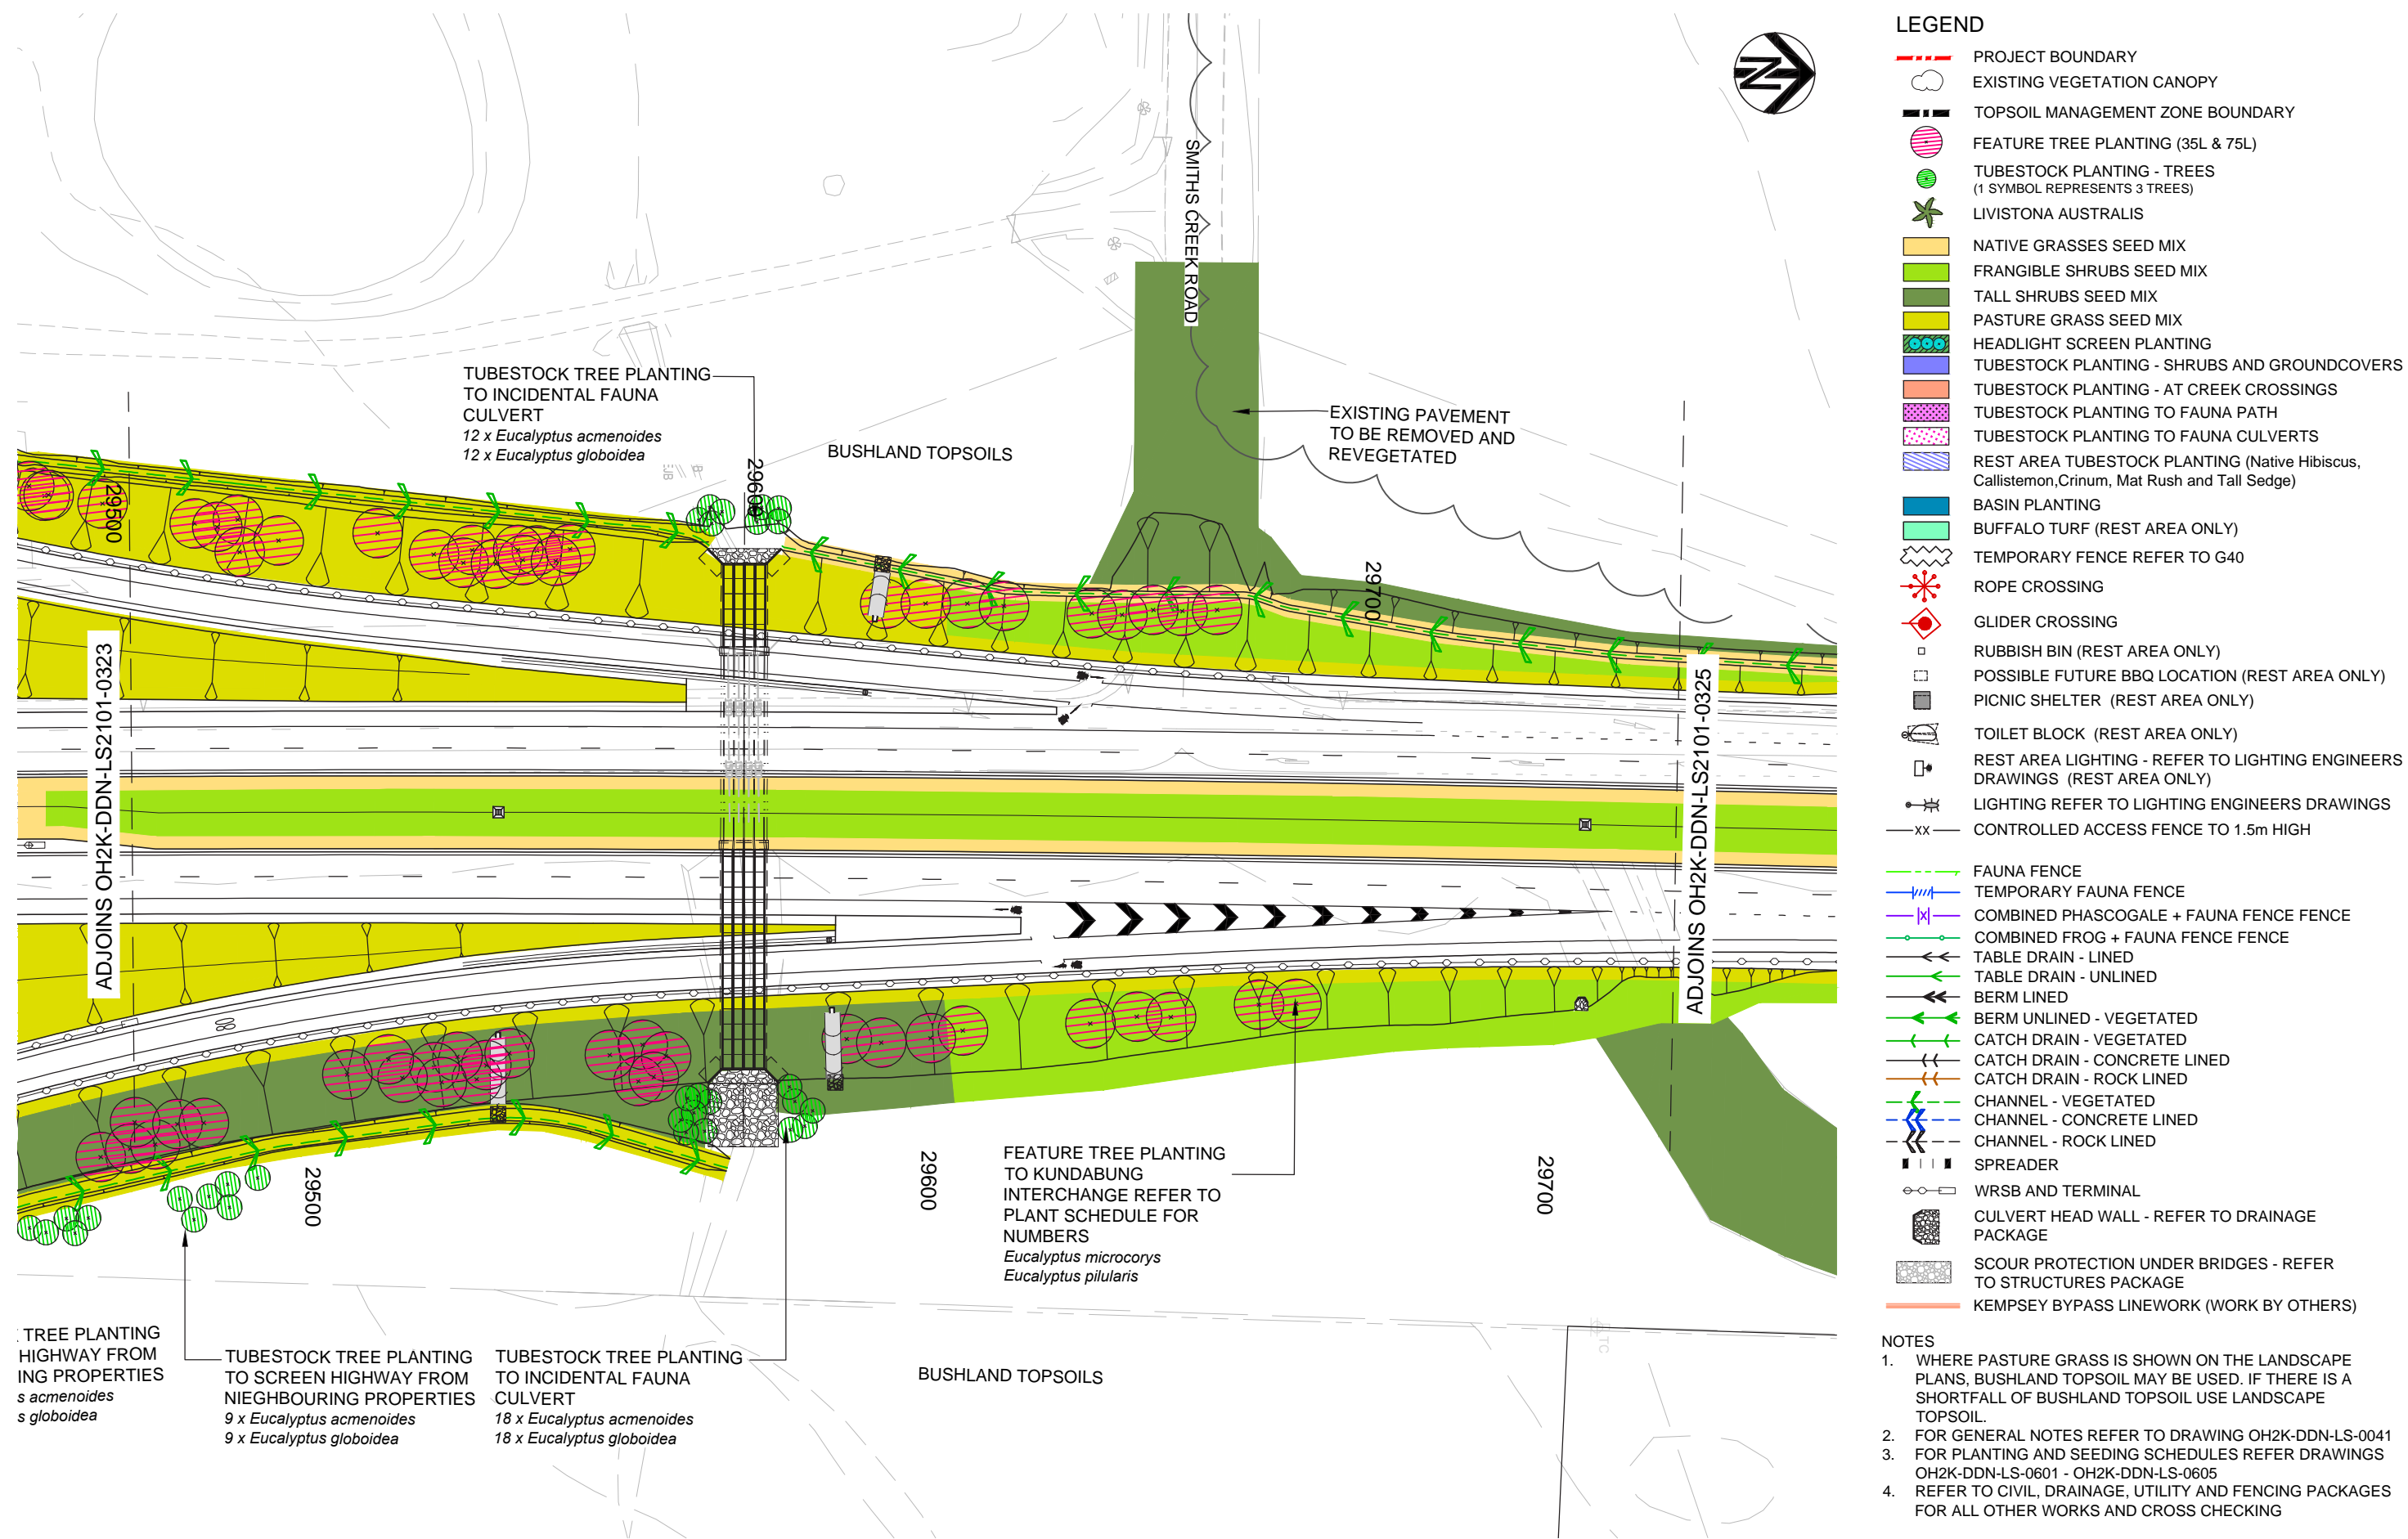 SMITHS CREEK ROAD
TUBESTOCK TREE PLANTING
TO INCIDENTAL FAUNA
CULVERT
12 x Eucalyptus acmenoides
12 x Eucalyptus globoidea
BUSHLAND TOPSOILS
EXISTING PAVEMENT
TO BE REMOVED AND
REVEGETATED
29500
29600
29700
ADJOINS OH2K-DDN-LS2101-0323
ADJOINS OH2K-DDN-LS2101-0325
29500
29600
29700
FEATURE TREE PLANTING
TO KUNDABUNG
INTERCHANGE REFER TO
PLANT SCHEDULE FOR
NUMBERS
Eucalyptus microcorys
Eucalyptus pilularis
TREE PLANTING
HIGHWAY FROM
ING PROPERTIES
s acmenoides
s globoidea
TUBESTOCK TREE PLANTING
TO SCREEN HIGHWAY FROM
NIEGHBOURING PROPERTIES
9 x Eucalyptus acmenoides
9 x Eucalyptus globoidea
TUBESTOCK TREE PLANTING
TO INCIDENTAL FAUNA
CULVERT
18 x Eucalyptus acmenoides
18 x Eucalyptus globoidea
BUSHLAND TOPSOILS
N
LEGEND
PROJECT BOUNDARY
EXISTING VEGETATION CANOPY
TOPSOIL MANAGEMENT ZONE BOUNDARY
FEATURE TREE PLANTING (35L & 75L)
TUBESTOCK PLANTING - TREES
(1 SYMBOL REPRESENTS 3 TREES)
LIVISTONA AUSTRALIS
NATIVE GRASSES SEED MIX
FRANGIBLE SHRUBS SEED MIX
TALL SHRUBS SEED MIX
PASTURE GRASS SEED MIX
HEADLIGHT SCREEN PLANTING
TUBESTOCK PLANTING - SHRUBS AND GROUNDCOVERS
TUBESTOCK PLANTING - AT CREEK CROSSINGS
TUBESTOCK PLANTING TO FAUNA PATH
TUBESTOCK PLANTING TO FAUNA CULVERTS
REST AREA TUBESTOCK PLANTING (Native Hibiscus,
Callistemon,Crinum, Mat Rush and Tall Sedge)
BASIN PLANTING
BUFFALO TURF (REST AREA ONLY)
TEMPORARY FENCE REFER TO G40
ROPE CROSSING
GLIDER CROSSING
RUBBISH BIN (REST AREA ONLY)
POSSIBLE FUTURE BBQ LOCATION (REST AREA ONLY)
PICNIC SHELTER (REST AREA ONLY)
TOILET BLOCK (REST AREA ONLY)
REST AREA LIGHTING - REFER TO LIGHTING ENGINEERS
DRAWINGS (REST AREA ONLY)
LIGHTING REFER TO LIGHTING ENGINEERS DRAWINGS
XX CONTROLLED ACCESS FENCE TO 1.5m HIGH
FAUNA FENCE
TEMPORARY FAUNA FENCE
COMBINED PHASCOGALE + FAUNA FENCE FENCE
COMBINED FROG + FAUNA FENCE FENCE
TABLE DRAIN - LINED
TABLE DRAIN - UNLINED
BERM LINED
BERM UNLINED - VEGETATED
CATCH DRAIN - VEGETATED
CATCH DRAIN - CONCRETE LINED
CATCH DRAIN - ROCK LINED
CHANNEL - VEGETATED
CHANNEL - CONCRETE LINED
CHANNEL - ROCK LINED
SPREADER
WRSB AND TERMINAL
CULVERT HEAD WALL - REFER TO DRAINAGE
PACKAGE
SCOUR PROTECTION UNDER BRIDGES - REFER
TO STRUCTURES PACKAGE
KEMPSEY BYPASS LINEWORK (WORK BY OTHERS)
NOTES
1. WHERE PASTURE GRASS IS SHOWN ON THE LANDSCAPE
PLANS, BUSHLAND TOPSOIL MAY BE USED. IF THERE IS A
SHORTFALL OF BUSHLAND TOPSOIL USE LANDSCAPE
TOPSOIL.
2. FOR GENERAL NOTES REFER TO DRAWING OH2K-DDN-LS-0041
3. FOR PLANTING AND SEEDING SCHEDULES REFER DRAWINGS
OH2K-DDN-LS-0601 - OH2K-DDN-LS-0605
4. REFER TO CIVIL, DRAINAGE, UTILITY AND FENCING PACKAGES
FOR ALL OTHER WORKS AND CROSS CHECKING